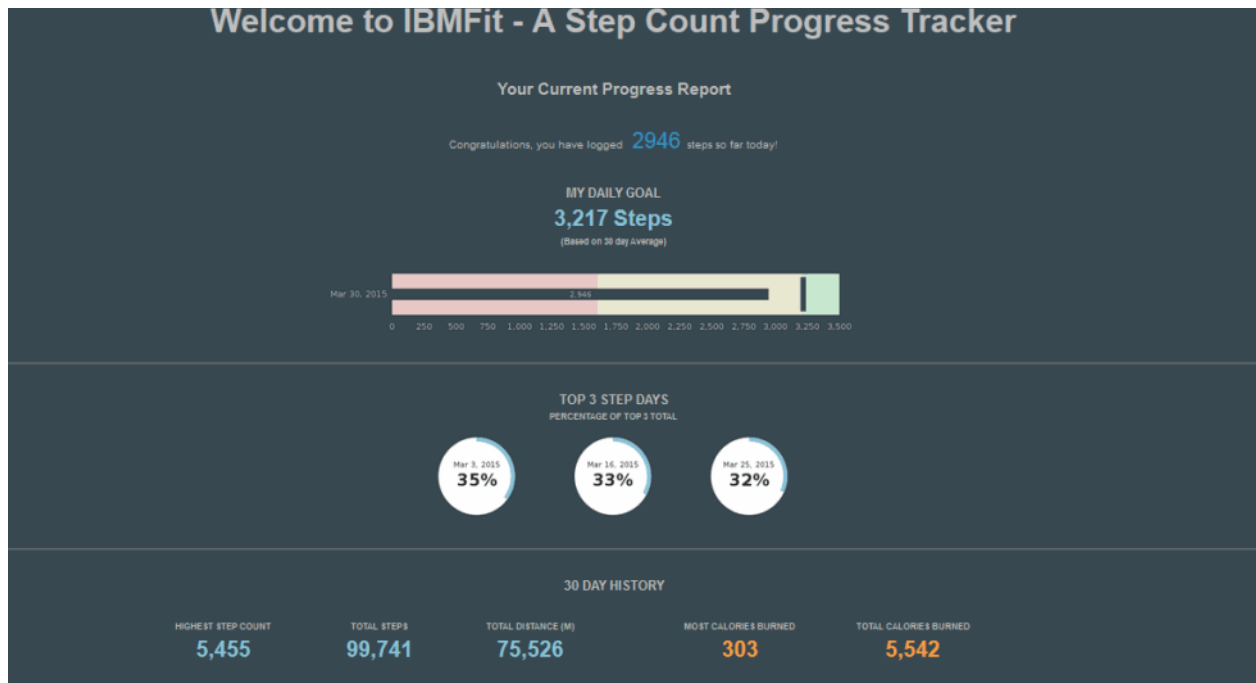 Welcome to IBMFit - A Step Count Progress Tracker
Your Current Progress Report
Congratulations, you have logged 2946 steps so far today!
MY DAILY GOAL
3,217 Steps
(Based on 30 day Average)
Mar 30, 2015
2,946
0 250 500 750 1,000 1,250 1,500 1,750 2,000 2,250 2,500 2,750 3,000 3,250 3,500
TOP 3 STEP DAYS
PERCENTAGE OF TOP 3 TOTAL
Mar 3, 2015
35%
Mar 16, 2015
33%
Mar 25, 2015
32%
30 DAY HISTORY
HIGHEST STEP COUNT
5,455
TOTAL STEPS
99,741
TOTAL DISTANCE (M)
75,526
MOST CALORIES BURNED
303
TOTAL CALORIES BURNED
5,542